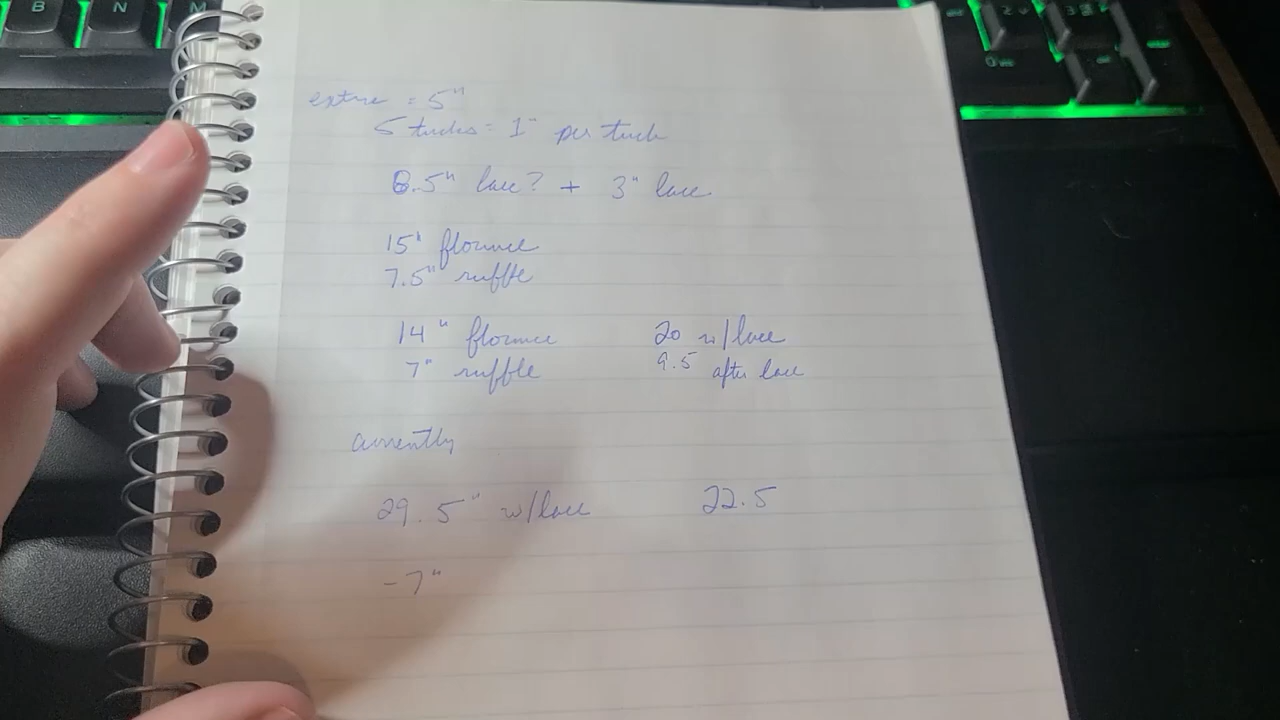 B N M
extra = 5"
5 tucks = 1" per tuck
6.5" lace? + 3" lace
15" flounce
7.5" ruffle
14" flounce 20 w/lace
7" ruffle 9.5 after lace
currently
29.5" w/lace 22.5
-7"